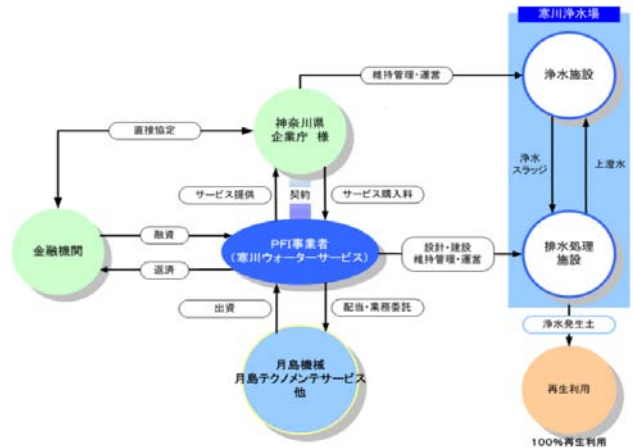 寒川浄水場
維持管理・運営
浄水施設
神奈川県
企業庁 様
直接協定
浄水
スラッジ
上澄水
サービス提供
契約
サービス購入料
金融機関
融資
返済
PFI事業者
(寒川ウォーターサービス)
設計・建設
維持管理・運営
排水処理
施設
出資
配当・業務委託
浄水発生土
月島機械
月島テクノメンテサービス
他
再生利用
100%再生利用